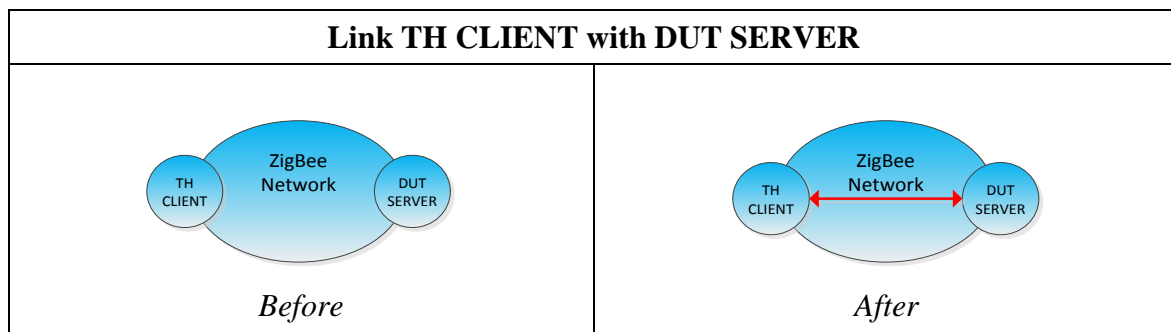 Link TH CLIENT with DUT SERVER
ZigBee
Network
TH
CLIENT
DUT
SERVER
Before
ZigBee
Network
TH
CLIENT
DUT
SERVER
After